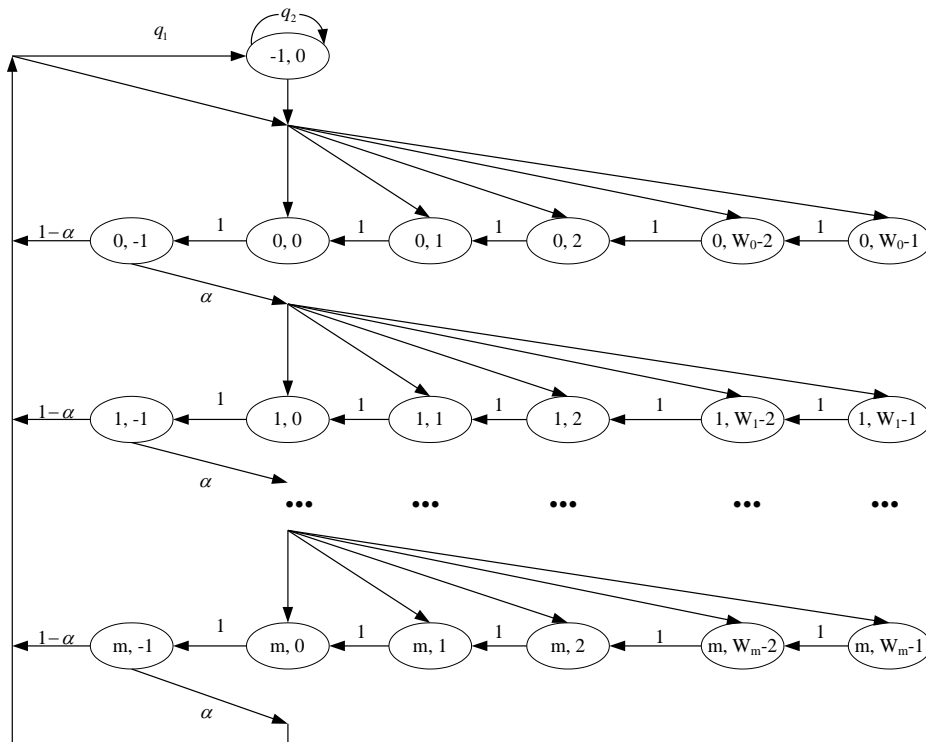 q₂
q₁
-1, 0
1−α 0, -1 1 0, 0 1 0, 1 1 0, 2 1 0, W₀-2 1 0, W₀-1
α
1−α 1, -1 1 1, 0 1 1, 1 1 1, 2 1 1, W₁-2 1 1, W₁-1
α
••• ••• ••• ••• •••
1−α m, -1 1 m, 0 1 m, 1 1 m, 2 1 m, Wₘ-2 1 m, Wₘ-1
α